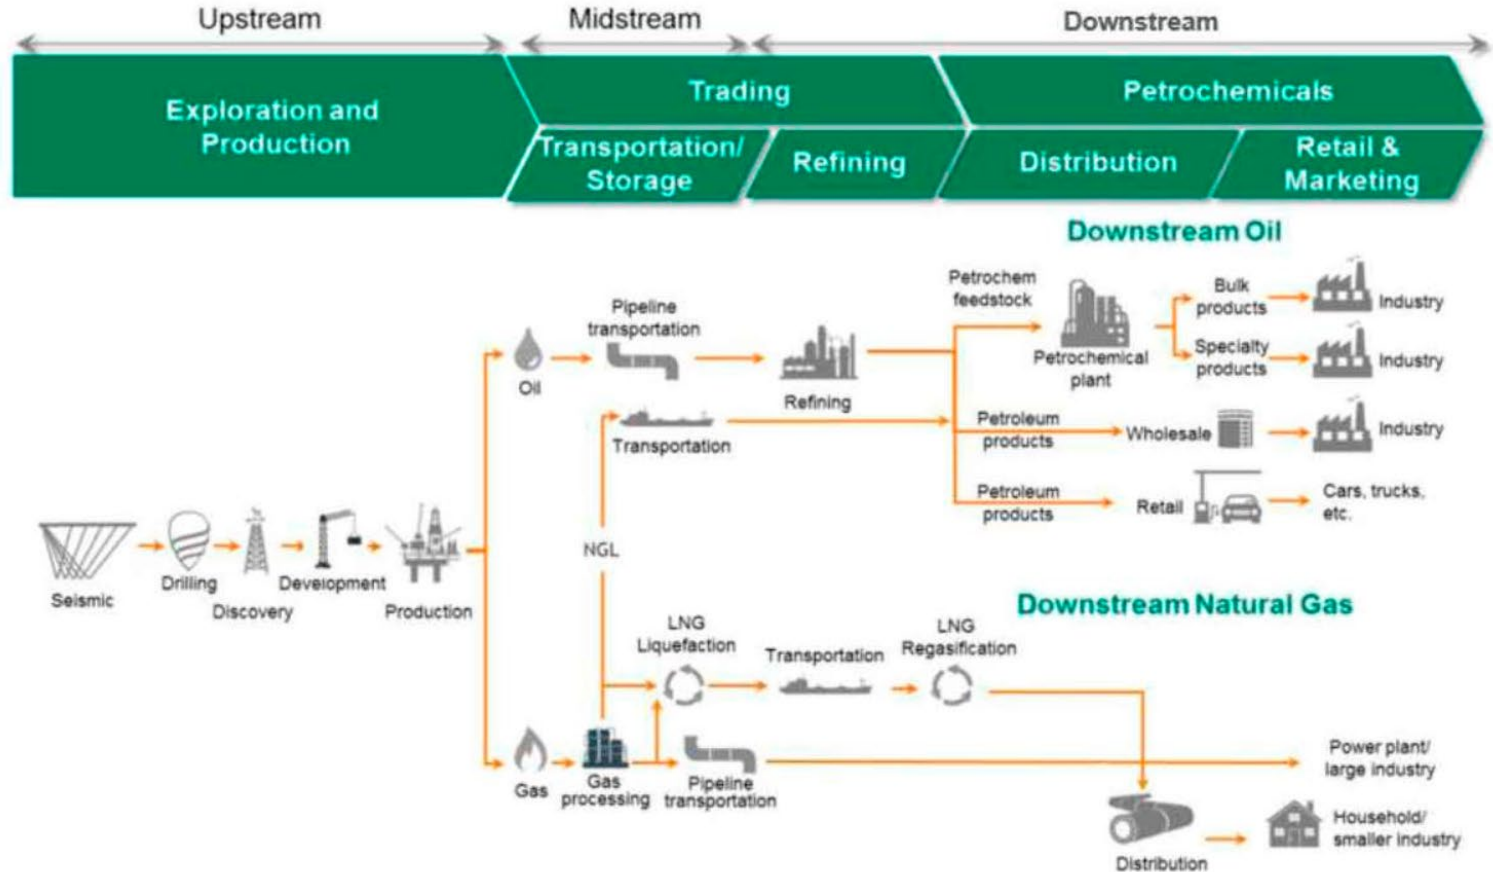 Upstream
Midstream
Downstream
Exploration and
Production
Trading
Petrochemicals
Transportation/
Storage
Refining
Distribution
Retail &
Marketing
Downstream Oil
Petrochem
feedstock
Bulk
products
Industry
Pipeline
transportation
Specialty
products
Industry
Petrochemical
plant
Oil
Refining
Petroleum
products
Wholesale
Industry
Transportation
Petroleum
products
Retail
Cars, trucks,
etc.
NGL
Seismic
Drilling
Discovery
Development
Production
Downstream Natural Gas
LNG
Liquefaction
Transportation
LNG
Regasification
Gas
Gas
processing
Pipeline
transportation
Power plant/
large industry
Household/
smaller industry
Distribution